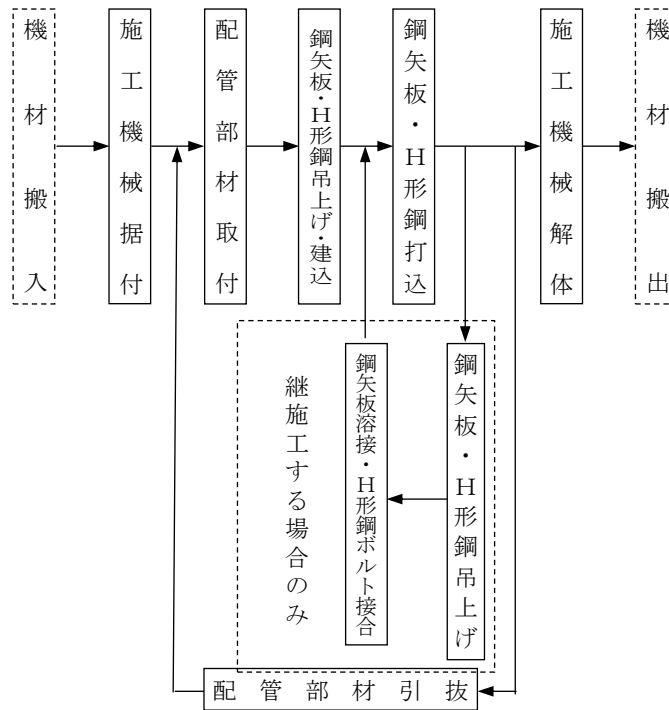 機材搬入
施工機械据付
配管部材取付
鋼矢板・Ｈ形鋼吊上げ・建込
鋼矢板・Ｈ形鋼打込
施工機械解体
機材搬出
鋼矢板・Ｈ形鋼吊上げ
鋼矢板溶接・Ｈ形鋼ボルト接合
継施工する場合のみ
配管部材引抜